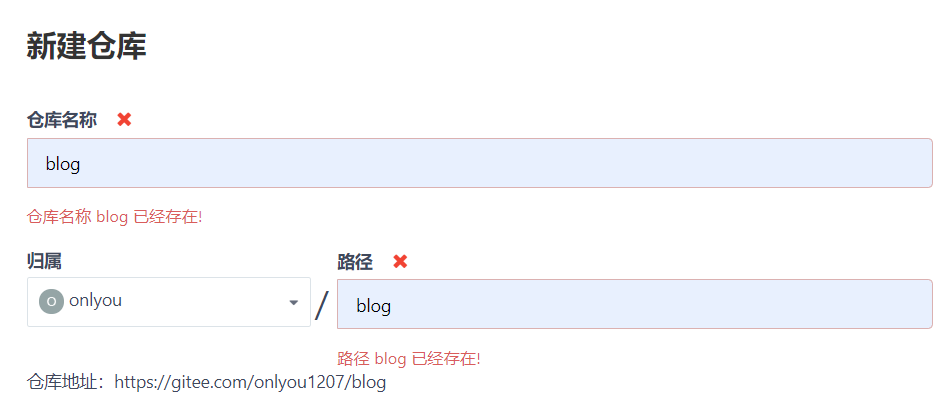 新建仓库
仓库名称 ✖
blog
仓库名称 blog 已经存在!
归属
O onlyou
/
路径 ✖
blog
路径 blog 已经存在!
仓库地址：https://gitee.com/onlyou1207/blog